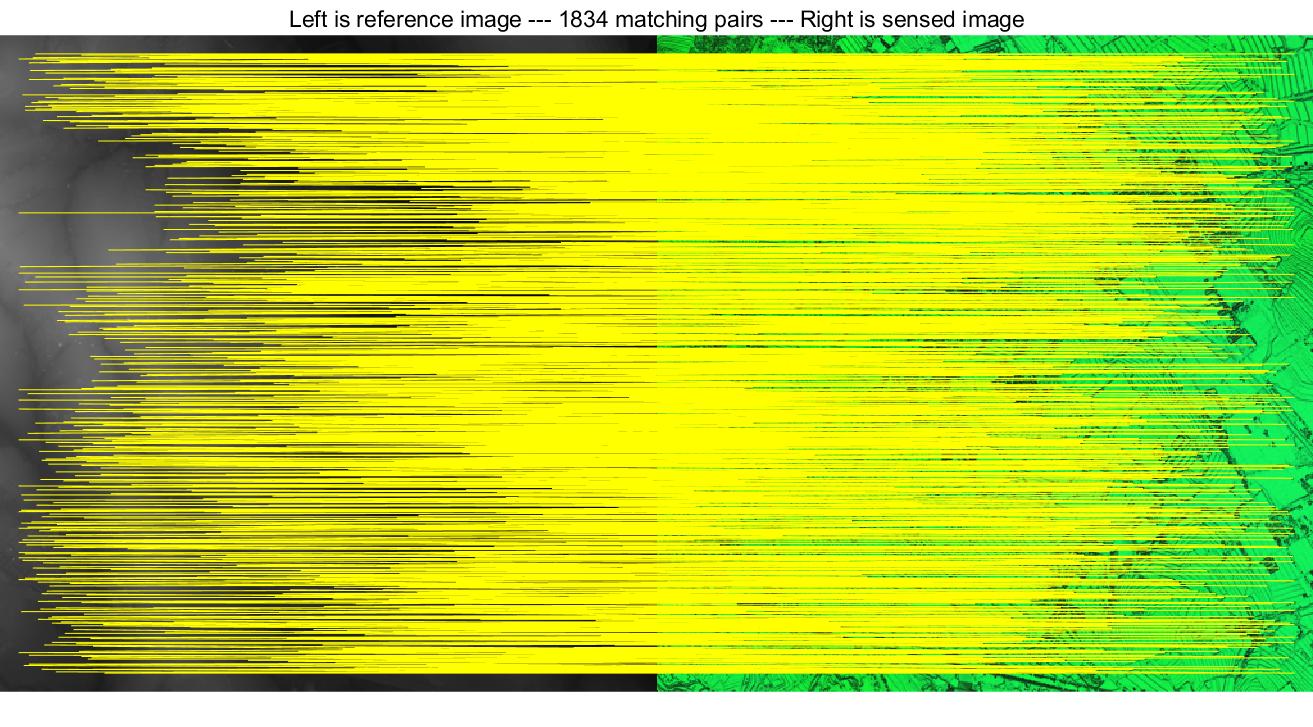 Left is reference image --- 1834 matching pairs --- Right is sensed image